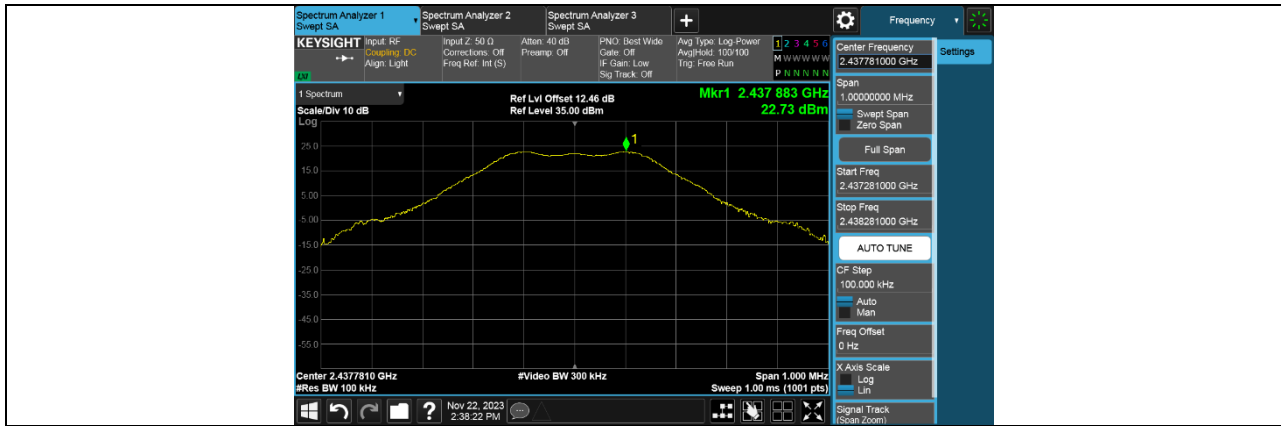 Spectrum Analyzer 1
Swept SA
Spectrum Analyzer 2
Swept SA
Spectrum Analyzer 3
Swept SA
Frequency
KEYSIGHT
Input: RF
Coupling: DC
Align: Light
Input Z: 50 Ω
Corrections: Off
Freq Ref: Int (S)
Atten: 40 dB
Preamp: Off
PNO: Best Wide
Gate: Off
IF Gain: Low
Sig Track: Off
Avg Type: Log-Power
Avg|Hold: 100/100
Trig: Free Run
1 2 3 4 5 6
M W W W W W
P N N N N N
LXI
Center Frequency
2.437781000 GHz
Settings
Span
1.00000000 MHz
Swept Span
Zero Span
Full Span
Start Freq
2.437281000 GHz
Stop Freq
2.438281000 GHz
AUTO TUNE
CF Step
100.000 kHz
Auto
Man
Freq Offset
0 Hz
X Axis Scale
Log
Lin
Signal Track
(Span Zoom)
1 Spectrum
Scale/Div 10 dB
Log
Ref Lvl Offset 12.46 dB
Ref Level 35.00 dBm
Mkr1 2.437 883 GHz
22.73 dBm
1
25.0
15.0
5.00
-5.00
-15.0
-25.0
-35.0
-45.0
-55.0
Center 2.4377810 GHz
#Res BW 100 kHz
#Video BW 300 kHz
Span 1.000 MHz
Sweep 1.00 ms (1001 pts)
?
Nov 22, 2023
2:38:22 PM